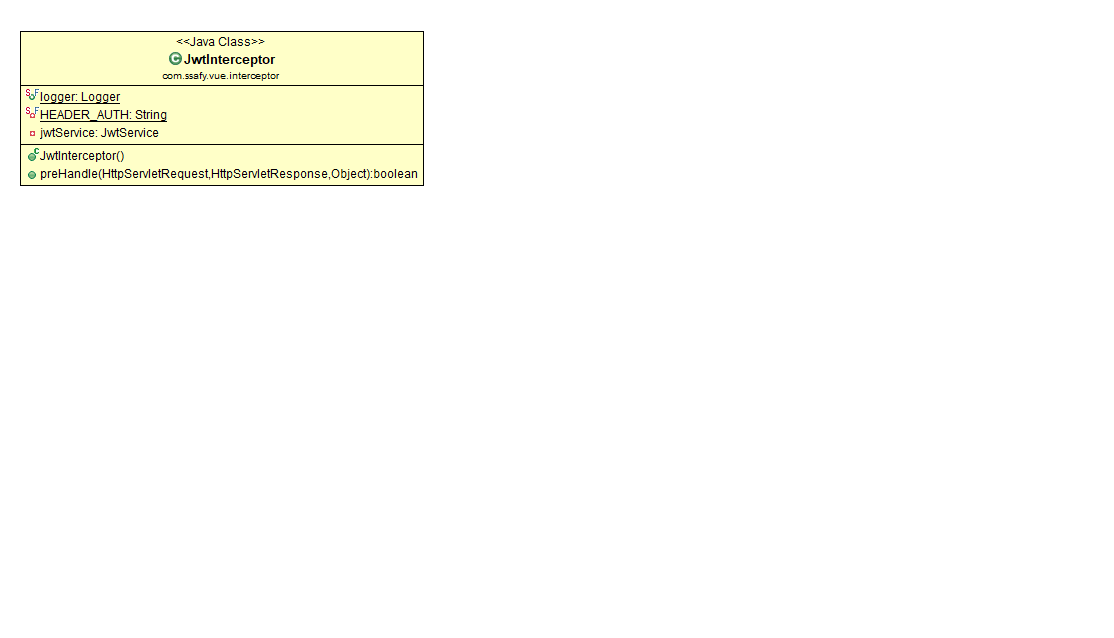 <<Java Class>>
JwtInterceptor
com.ssafy.vue.interceptor
logger: Logger
HEADER_AUTH: String
jwtService: JwtService
JwtInterceptor()
preHandle(HttpServletRequest,HttpServletResponse,Object):boolean